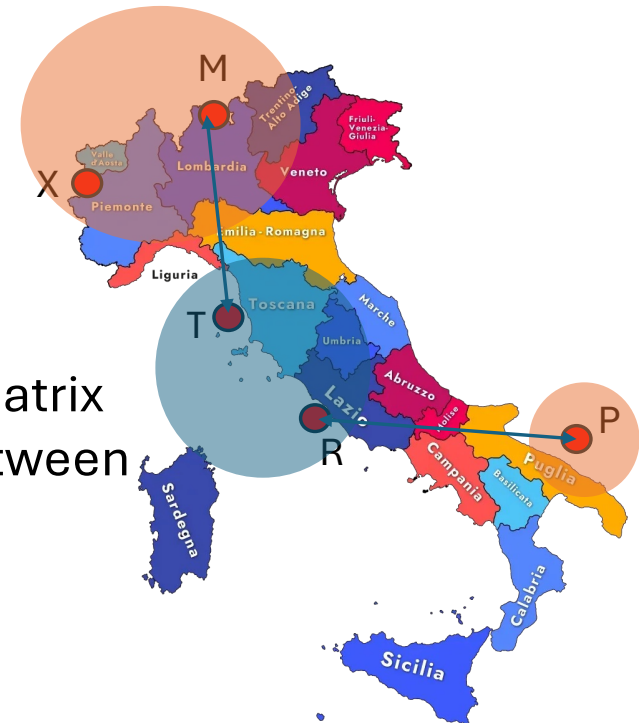 M
Trentino-
Alto Adige
Friuli-
Venezia-
Giulia
Valle
d'Aosta
Lombardia
Veneto
X
Piemonte
Emilia-Romagna
Liguria
Toscana
Marche
T
Umbria
atrix
Abruzzo
Lazio
Molise
P
tween
R
Campania
Puglia
Basilicata
Sardegna
Calabria
Sicilia